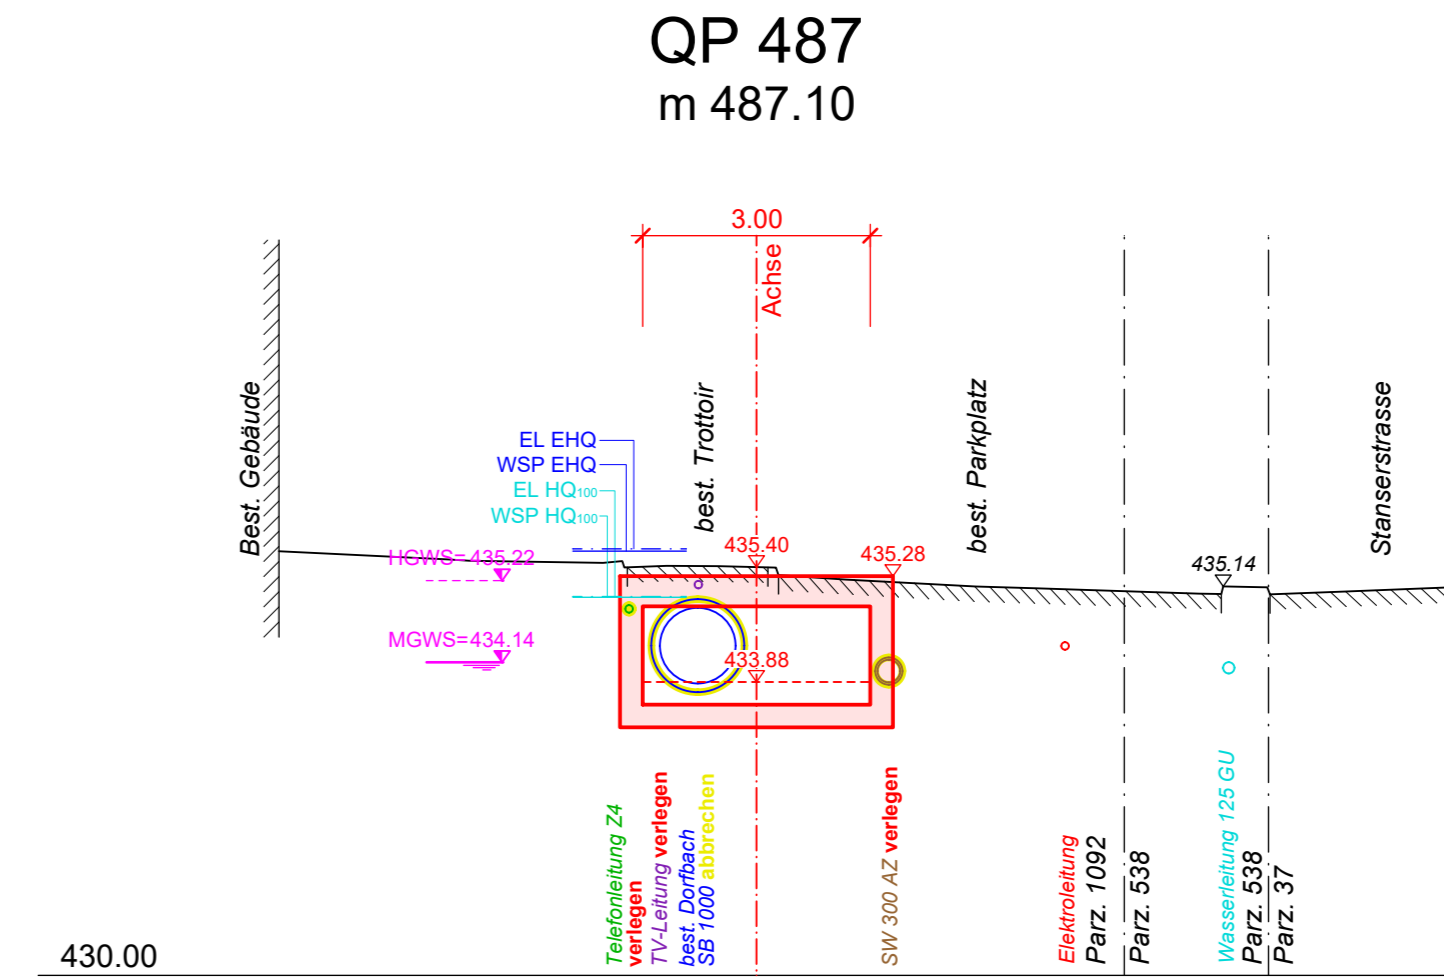 QP 487
m 487.10
3.00
Achse
Best. Gebäude
best. Trottoir
best. Parkplatz
Stanserstrasse
EL EHQ
WSP EHQ
EL HQ100
WSP HQ100
HGWS=435.22
435.40
435.28
435.14
MGWS=434.14
433.88
Telefonleitung Z4
verlegen
TV-Leitung verlegen
best. Dorfbach
SB 1000 abbrechen
SW 300 AZ verlegen
Elektroleitung
Parz. 1092
Parz. 538
Wasserleitung 125 GU
Parz. 538
Parz. 37
430.00